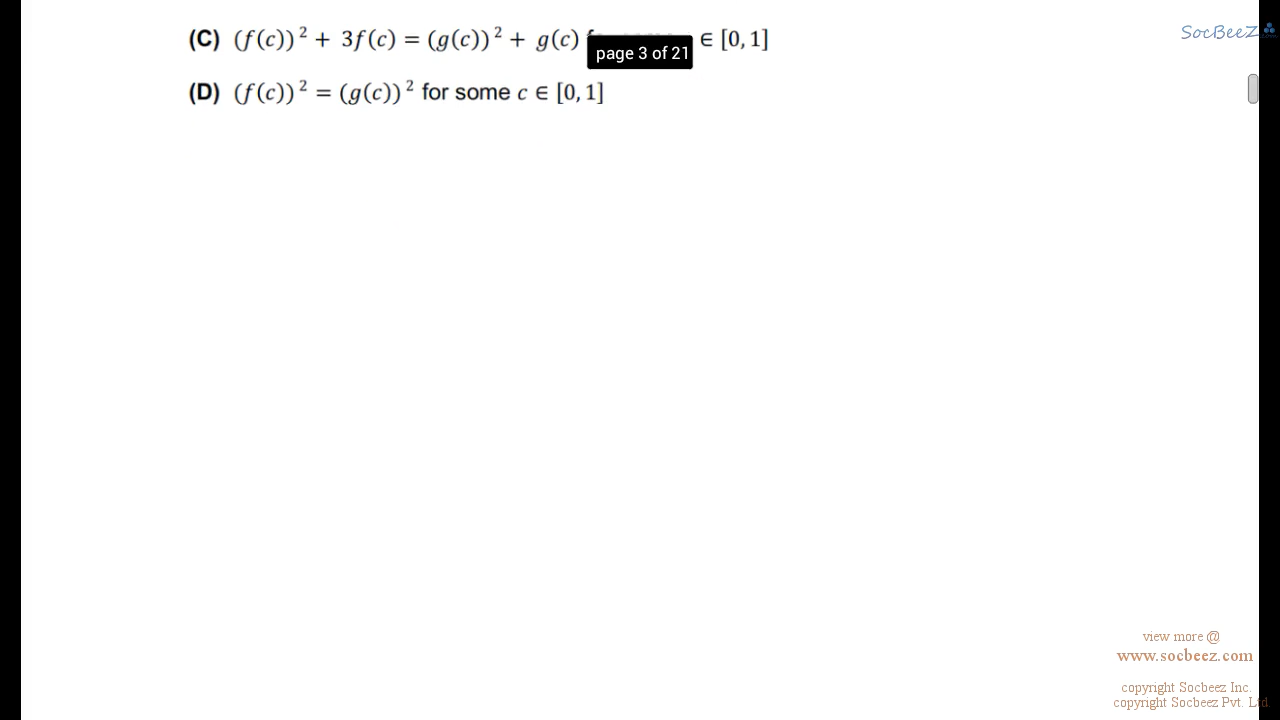 (C) (f(c))² + 3f(c) = (g(c))² + g(c) ∈ [0, 1]
page 3 of 21
(D) (f(c))² = (g(c))² for some c ∈ [0, 1]
SocBeeZ
view more @
www.socbeez.com
copyright Socbeez Inc.
copyright Socbeez Pvt. Ltd.